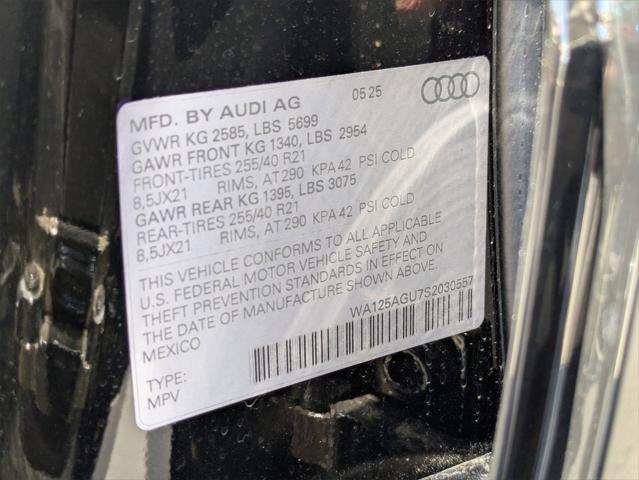 MFD. BY AUDI AG 05 25
GVWR KG 2585, LBS 5699
GAWR FRONT KG 1340, LBS 2954
FRONT-TIRES 255/40 R21
8,5JX21 RIMS, AT 290 KPA 42 PSI COLD
GAWR REAR KG 1395, LBS 3075
REAR-TIRES 255/40 R21
8,5JX21 RIMS, AT 290 KPA 42 PSI COLD
THIS VEHICLE CONFORMS TO ALL APPLICABLE
U.S. FEDERAL MOTOR VEHICLE SAFETY AND
THEFT PREVENTION STANDARDS IN EFFECT ON
THE DATE OF MANUFACTURE SHOWN ABOVE.
MEXICO WA125AGU7S2030557
TYPE:
MPV